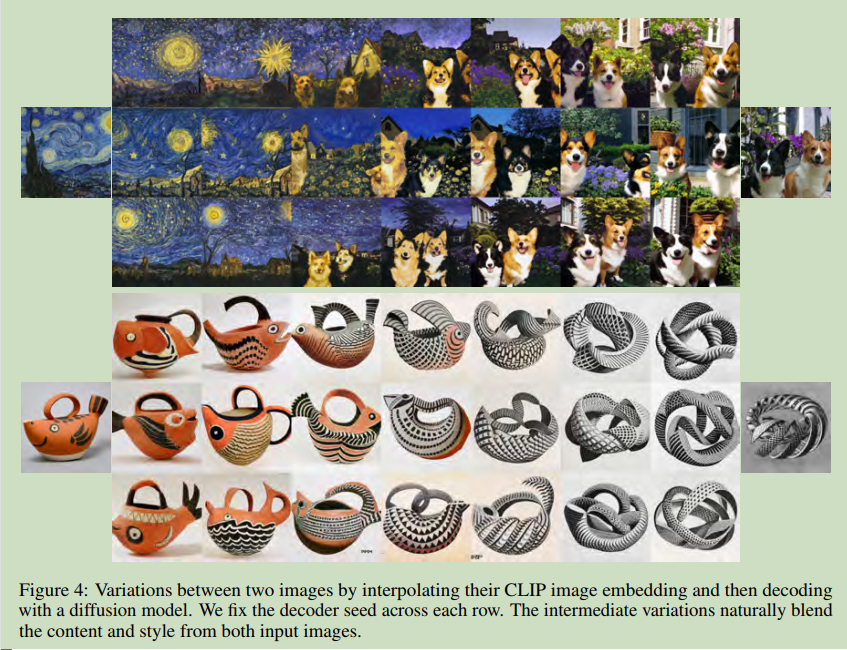 Figure 4: Variations between two images by interpolating their CLIP image embedding and then decoding
with a diffusion model. We fix the decoder seed across each row. The intermediate variations naturally blend
the content and style from both input images.